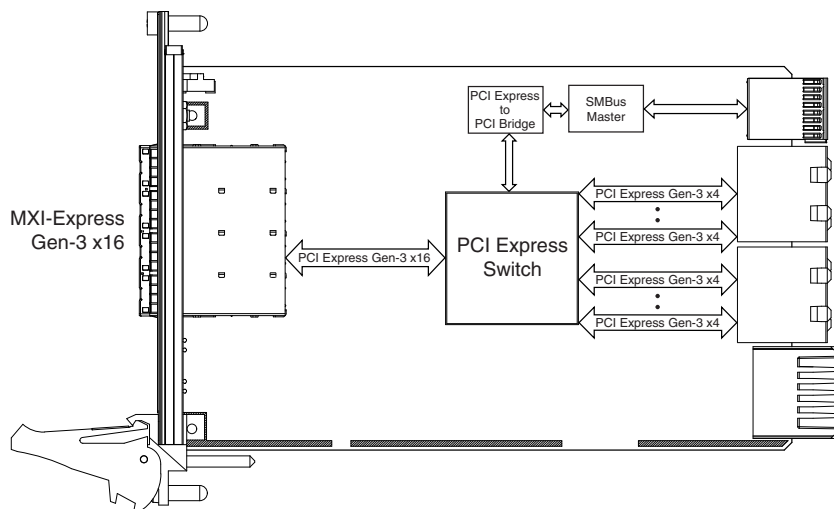 PCI Express
to
PCI Bridge
SMBus
Master
MXI-Express
Gen-3 x16
PCI Express Gen-3 x16
PCI Express
Switch
PCI Express Gen-3 x4
PCI Express Gen-3 x4
PCI Express Gen-3 x4
PCI Express Gen-3 x4